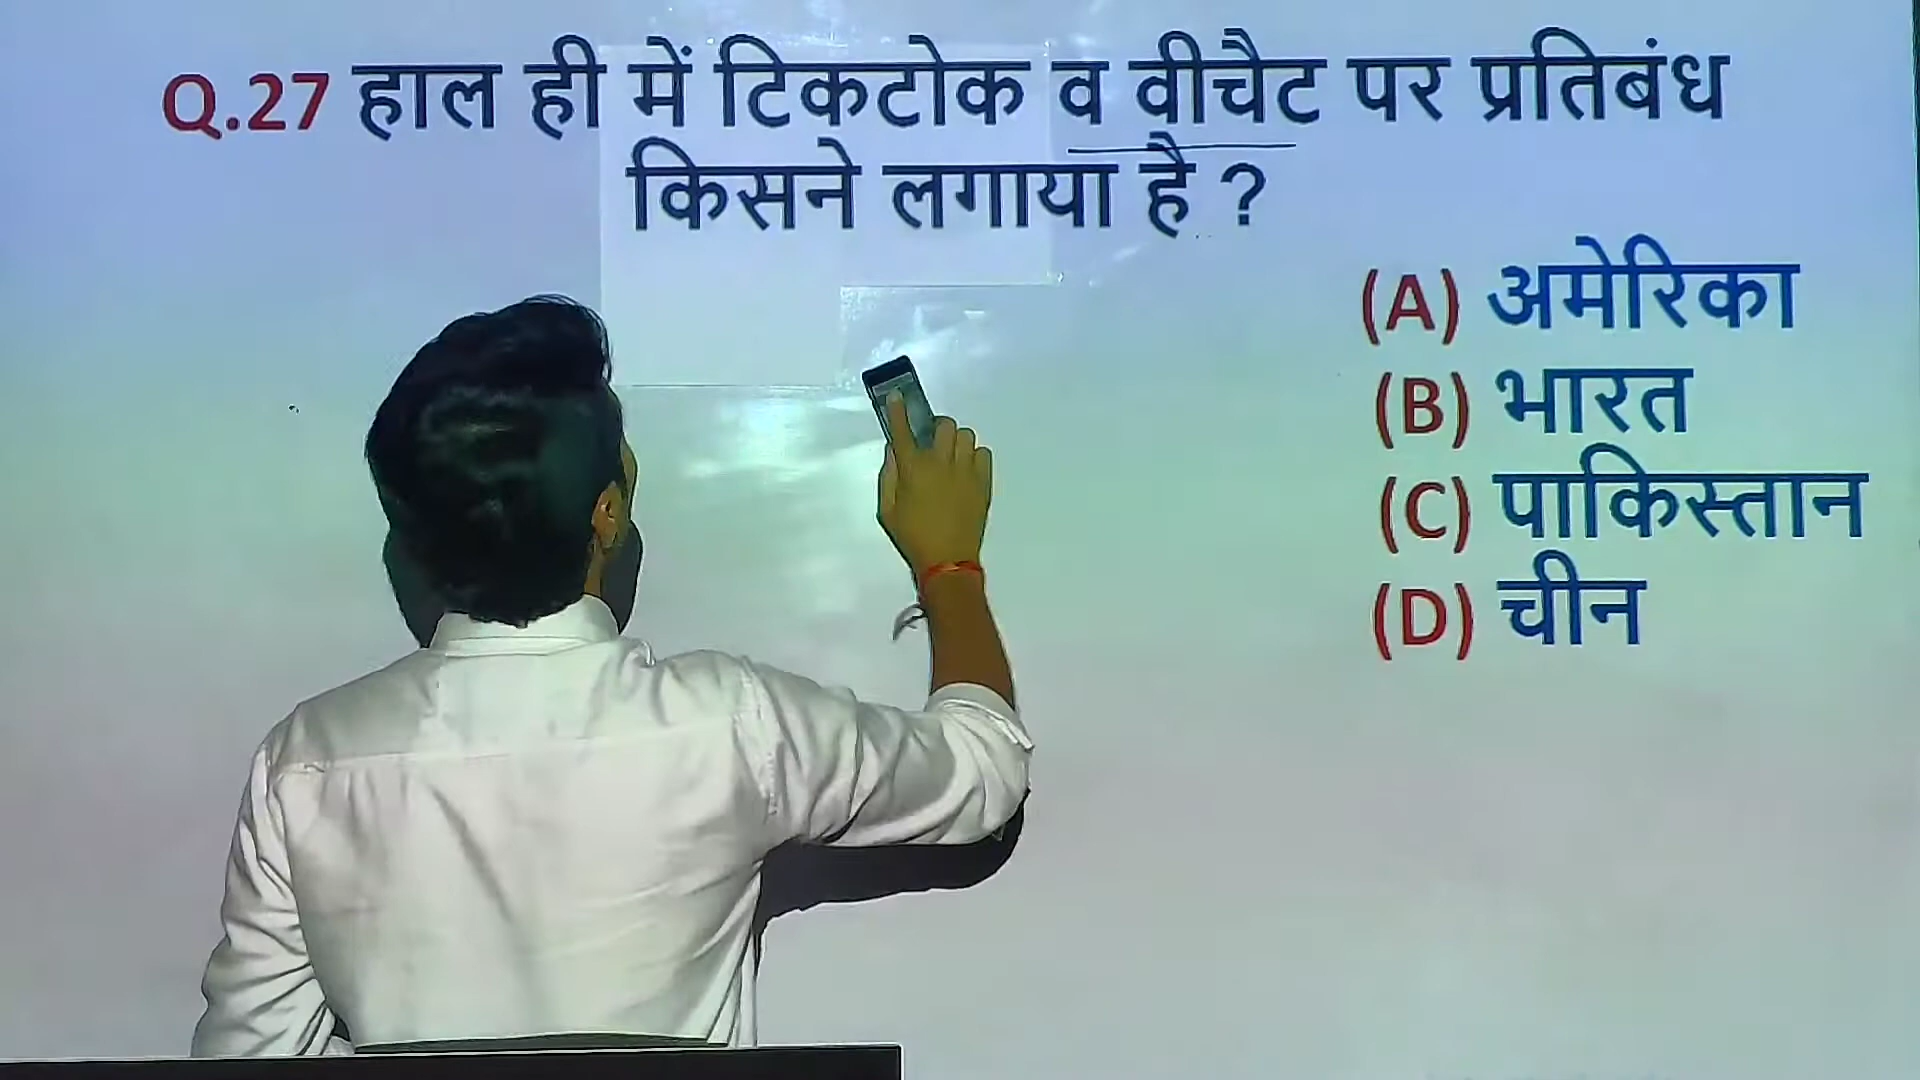 Q.27 हाल ही में टिकटोक व वीचैट पर प्रतिबंध
किसने लगाया है ?
(A) अमेरिका
(B) भारत
(C) पाकिस्तान
(D) चीन